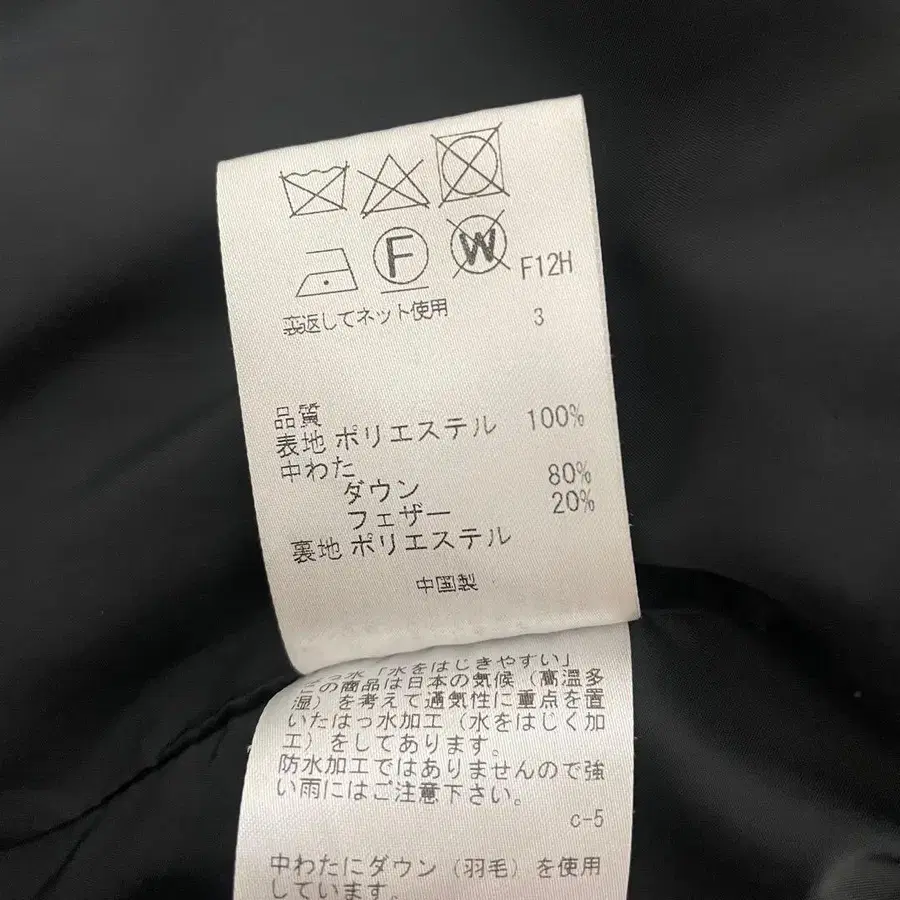 F
W
F12H
裏返してネット使用
3
品質
表地 ポリエステル 100%
中わた
ダウン 80%
フェザー 20%
裏地 ポリエステル
中国製
っ水「水をはじきやすい」
この商品は日本の気候（高温多
湿）を考えて通気性に重点を置
いたはっ水加工（水をはじく加
工）をしてあります。
防水加工ではありませんので強
い雨にはご注意下さい。
c-5
中わたにダウン（羽毛）を使用
しています。